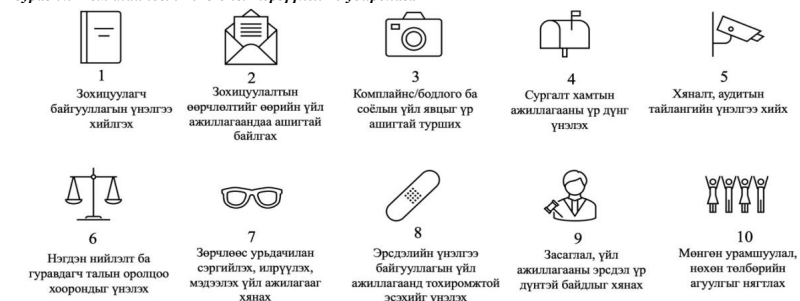 1
Зохицуулагч
байгууллагын үнэлгээ
хийлгэх
2
Зохицуулалтын
өөрчлөлтийг өөрийн үйл
ажиллагаандаа ашигтай
байлгах
3
Комплайнс/бодлого ба
соёлын үйл явцыг үр
ашигтай турших
4
Сургалт хамтын
ажиллагааны үр дүнг
үнэлэх
5
Хяналт, аудитын
тайлангийн үнэлгээ хийх
6
Нэгдэн нийлэлт ба
гуравдагч талын оролцоо
хоорондыг үнэлэх
7
Зөрчлөөс урьдачилан
сэргийлэх, илрүүлэх,
мэдээлэх үйл ажилагааг
хянах
8
Эрсдэлийн үнэлгээ
байгууллагын үйл
ажиллагаанд тохиромжтой
эсэхийг үнэлэх
9
Засаглал, үйл
ажиллагааны эрсдэл үр
дүнтэй байдлыг хянах
10
Мөнгөн урамшуулал,
нөхөн төлбөрийн
агуулгыг нягтлах